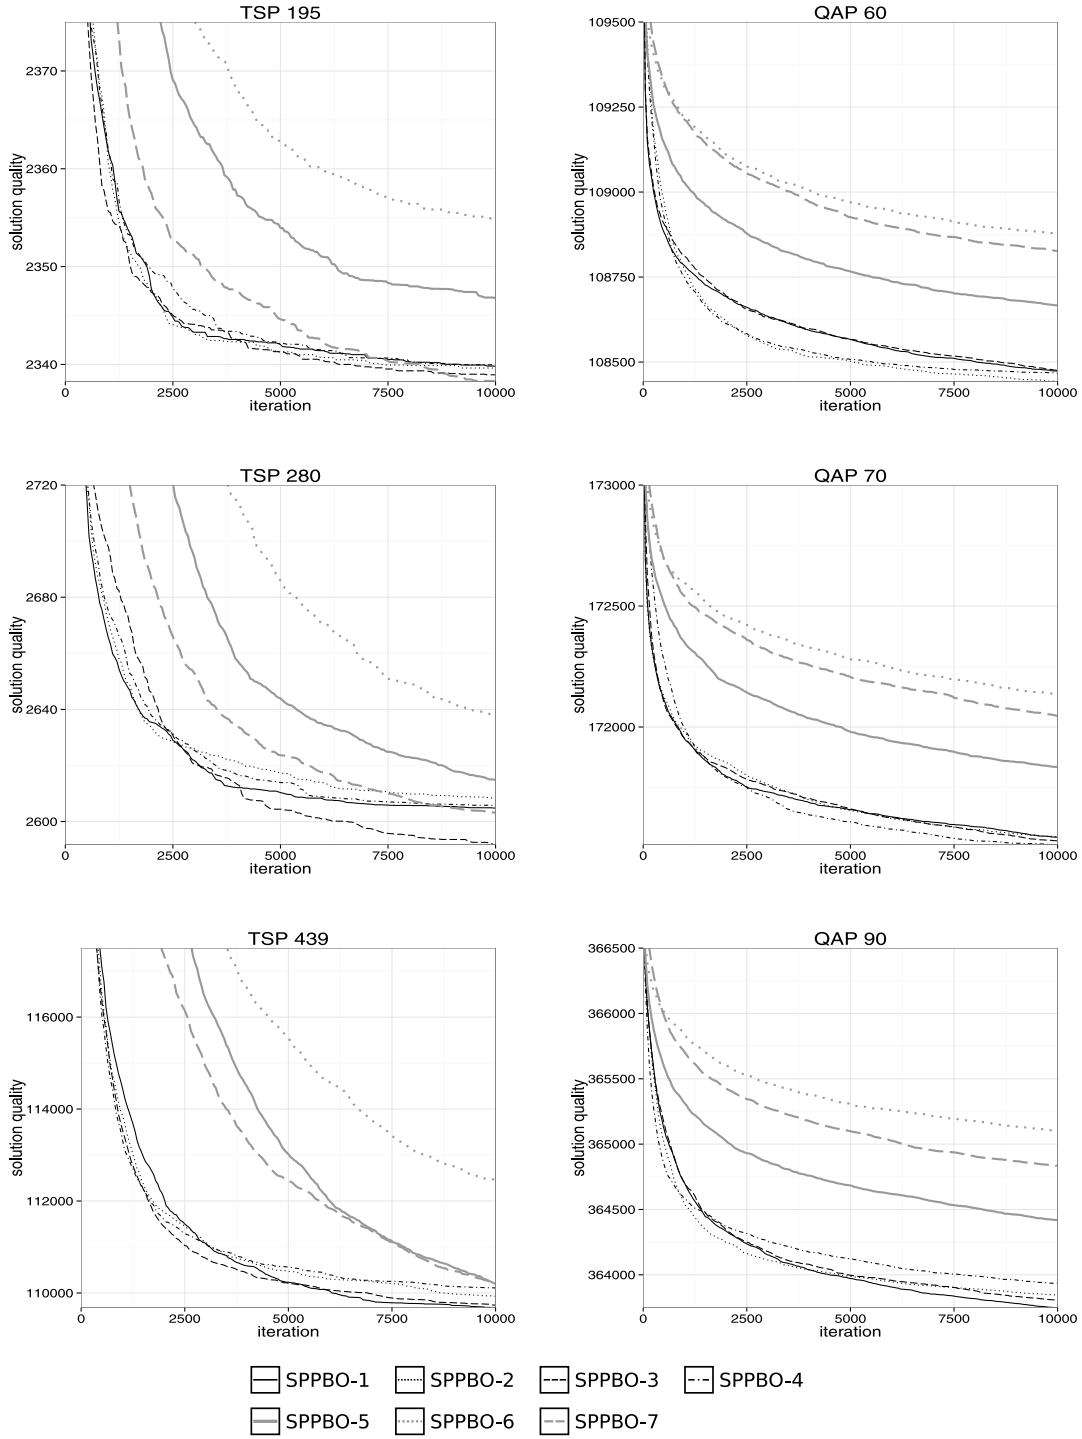 TSP 195
2370
2360
2350
2340
solution quality
0 2500 5000 7500 10000
iteration
QAP 60
109500
109250
109000
108750
108500
solution quality
0 2500 5000 7500 10000
iteration
TSP 280
2720
2680
2640
2600
solution quality
0 2500 5000 7500 10000
iteration
QAP 70
173000
172500
172000
solution quality
0 2500 5000 7500 10000
iteration
TSP 439
116000
114000
112000
110000
solution quality
0 2500 5000 7500 10000
iteration
QAP 90
366500
366000
365500
365000
364500
364000
solution quality
0 2500 5000 7500 10000
iteration
SPPBO-1 SPPBO-2 SPPBO-3 SPPBO-4
SPPBO-5 SPPBO-6 SPPBO-7